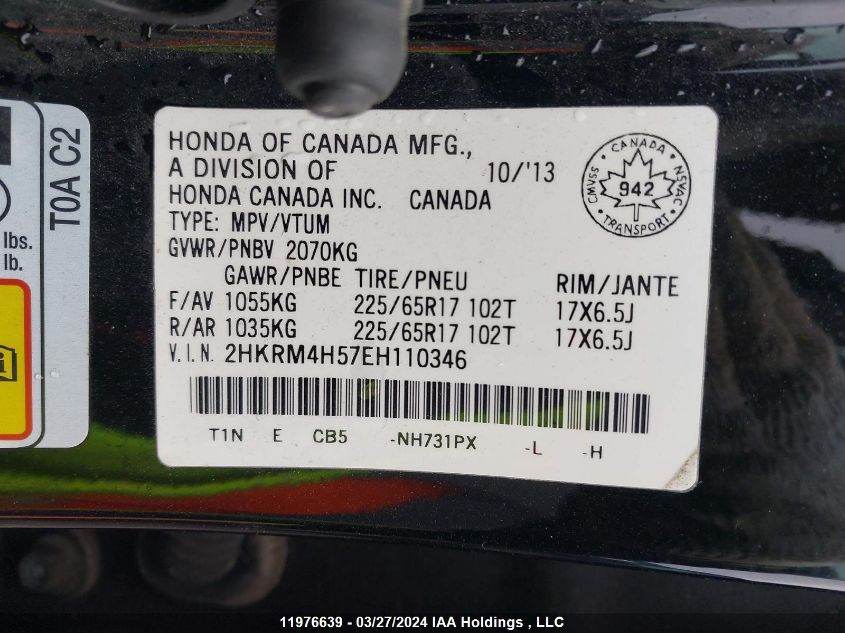 T0A C2
lbs.
lb.
HONDA OF CANADA MFG.,
A DIVISION OF 10/'13
HONDA CANADA INC. CANADA
TYPE: MPV/VTUM
GVWR/PNBV 2070KG
GAWR/PNBE TIRE/PNEU RIM/JANTE
F/AV 1055KG 225/65R17 102T 17X6.5J
R/AR 1035KG 225/65R17 102T 17X6.5J
V.I.N. 2HKRM4H57EH110346
T1N E CB5 -NH731PX -L -H
CANADA
CMVSS 942 NSVAC
TRANSPORT
11976639 - 03/27/2024 IAA Holdings , LLC